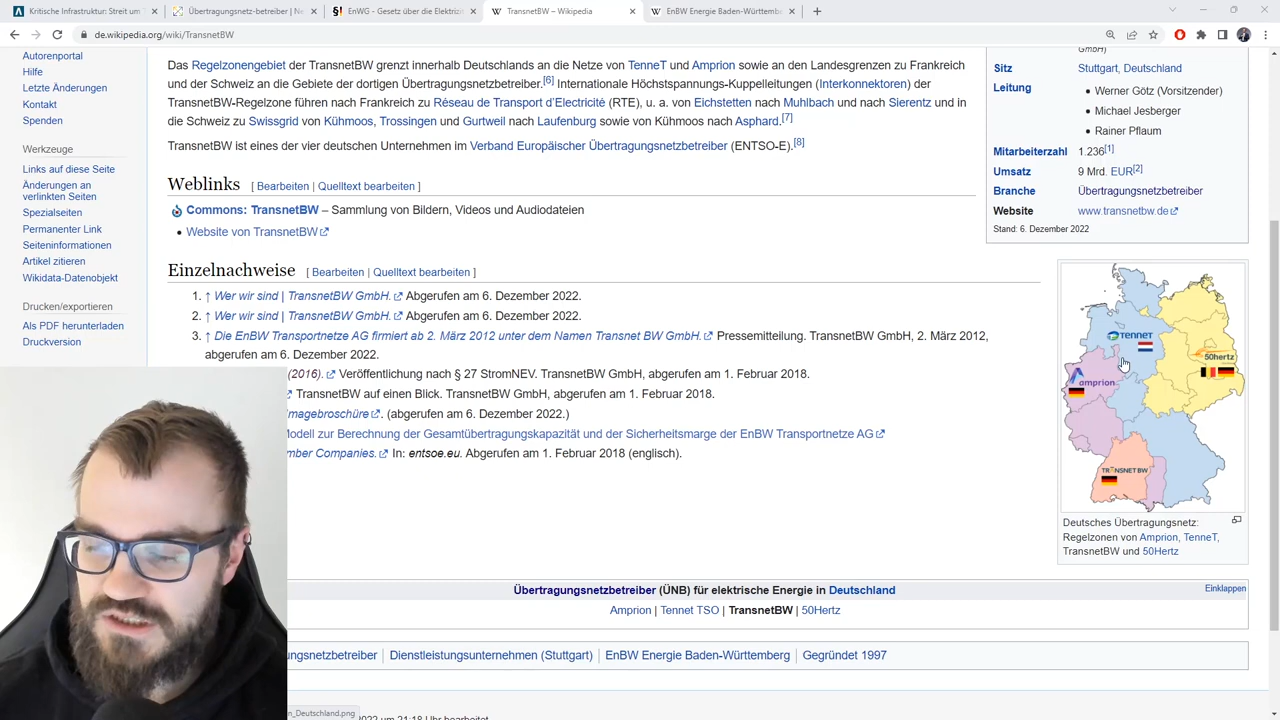 Kritische Infrastruktur: Streit um T
Übertragungsnetz-betreiber | Ne
EnWG - Gesetz über die Elektrizit
TransnetBW – Wikipedia
EnBW Energie Baden-Württemb
de.wikipedia.org/wiki/TransnetBW
Autorenportal
Hilfe
Letzte Änderungen
Kontakt
Spenden
Werkzeuge
Links auf diese Seite
Änderungen an
verlinkten Seiten
Spezialseiten
Permanenter Link
Seiteninformationen
Artikel zitieren
Wikidata-Datenobjekt
Drucken/exportieren
Als PDF herunterladen
Druckversion
Das Regelzonengebiet der TransnetBW grenzt innerhalb Deutschlands an die Netze von TenneT und Amprion sowie an den Landesgrenzen zu Frankreich
und der Schweiz an die Gebiete der dortigen Übertragungsnetzbetreiber.[6] Internationale Höchstspannungs-Kuppelleitungen (Interkonnektoren) der
TransnetBW-Regelzone führen nach Frankreich zu Réseau de Transport d'Electricité (RTE), u. a. von Eichstetten nach Muhlbach und nach Sierentz und in
die Schweiz zu Swissgrid von Kühmoos, Trossingen und Gurtweil nach Laufenburg sowie von Kühmoos nach Asphard.[7]
TransnetBW ist eines der vier deutschen Unternehmen im Verband Europäischer Übertragungsnetzbetreiber (ENTSO-E).[8]
Weblinks [ Bearbeiten | Quelltext bearbeiten ]
Commons: TransnetBW – Sammlung von Bildern, Videos und Audiodateien
• Website von TransnetBW
Einzelnachweise [ Bearbeiten | Quelltext bearbeiten ]
1. ↑ Wer wir sind | TransnetBW GmbH. Abgerufen am 6. Dezember 2022.
2. ↑ Wer wir sind | TransnetBW GmbH. Abgerufen am 6. Dezember 2022.
3. ↑ Die EnBW Transportnetze AG firmiert ab 2. März 2012 unter dem Namen Transnet BW GmbH. Pressemitteilung. TransnetBW GmbH, 2. März 2012,
abgerufen am 6. Dezember 2022.
(2016). Veröffentlichung nach § 27 StromNEV. TransnetBW GmbH, abgerufen am 1. Februar 2018.
TransnetBW auf einen Blick. TransnetBW GmbH, abgerufen am 1. Februar 2018.
Imagebroschüre. (abgerufen am 6. Dezember 2022.)
Modell zur Berechnung der Gesamtübertragungskapazität und der Sicherheitsmarge der EnBW Transportnetze AG
mber Companies. In: entsoe.eu. Abgerufen am 1. Februar 2018 (englisch).
GmbH)
Sitz Stuttgart, Deutschland
Leitung • Werner Götz (Vorsitzender)
• Michael Jesberger
• Rainer Pflaum
Mitarbeiterzahl 1.236[1]
Umsatz 9 Mrd. EUR[2]
Branche Übertragungsnetzbetreiber
Website www.transnetbw.de
Stand: 6. Dezember 2022
TENNET
50hertz
amprion
TRANSNET BW
Deutsches Übertragungsnetz:
Regelzonen von Amprion, TenneT,
TransnetBW und 50Hertz
Übertragungsnetzbetreiber (ÜNB) für elektrische Energie in Deutschland
Einklappen
Amprion | Tennet TSO | TransnetBW | 50Hertz
ungsnetzbetreiber | Dienstleistungsunternehmen (Stuttgart) | EnBW Energie Baden-Württemberg | Gegründet 1997
n_Deutschland.png
2022 um 21:18 Uhr bearbeitet